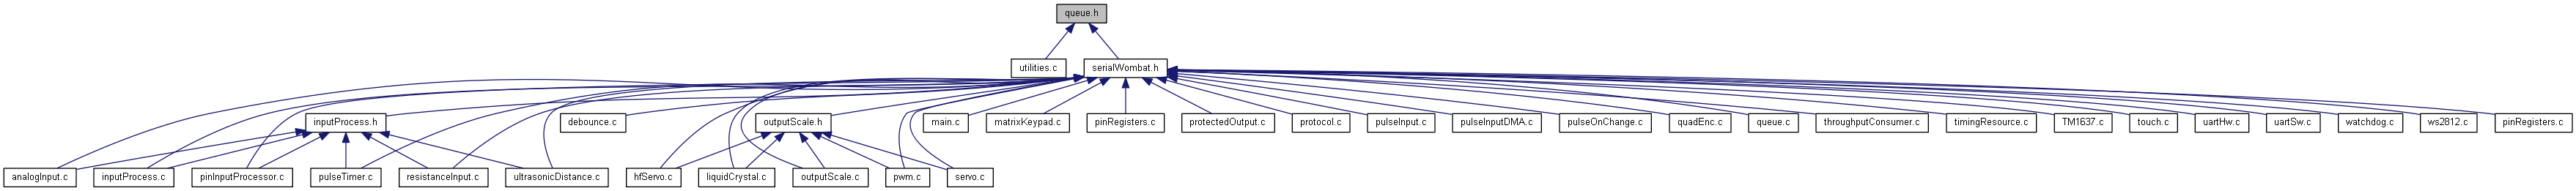 queue.h
utilities.c
serialWombat.h
inputProcess.h
debounce.c
outputScale.h
main.c
matrixKeypad.c
pinRegisters.c
protectedOutput.c
protocol.c
pulseInput.c
pulseInputDMA.c
pulseOnChange.c
quadEnc.c
queue.c
throughputConsumer.c
timingResource.c
TM1637.c
touch.c
uartHw.c
uartSw.c
watchdog.c
ws2812.c
pinRegisters.c
analogInput.c
inputProcess.c
pinInputProcessor.c
pulseTimer.c
resistanceInput.c
ultrasonicDistance.c
hfServo.c
liquidCrystal.c
outputScale.c
pwm.c
servo.c